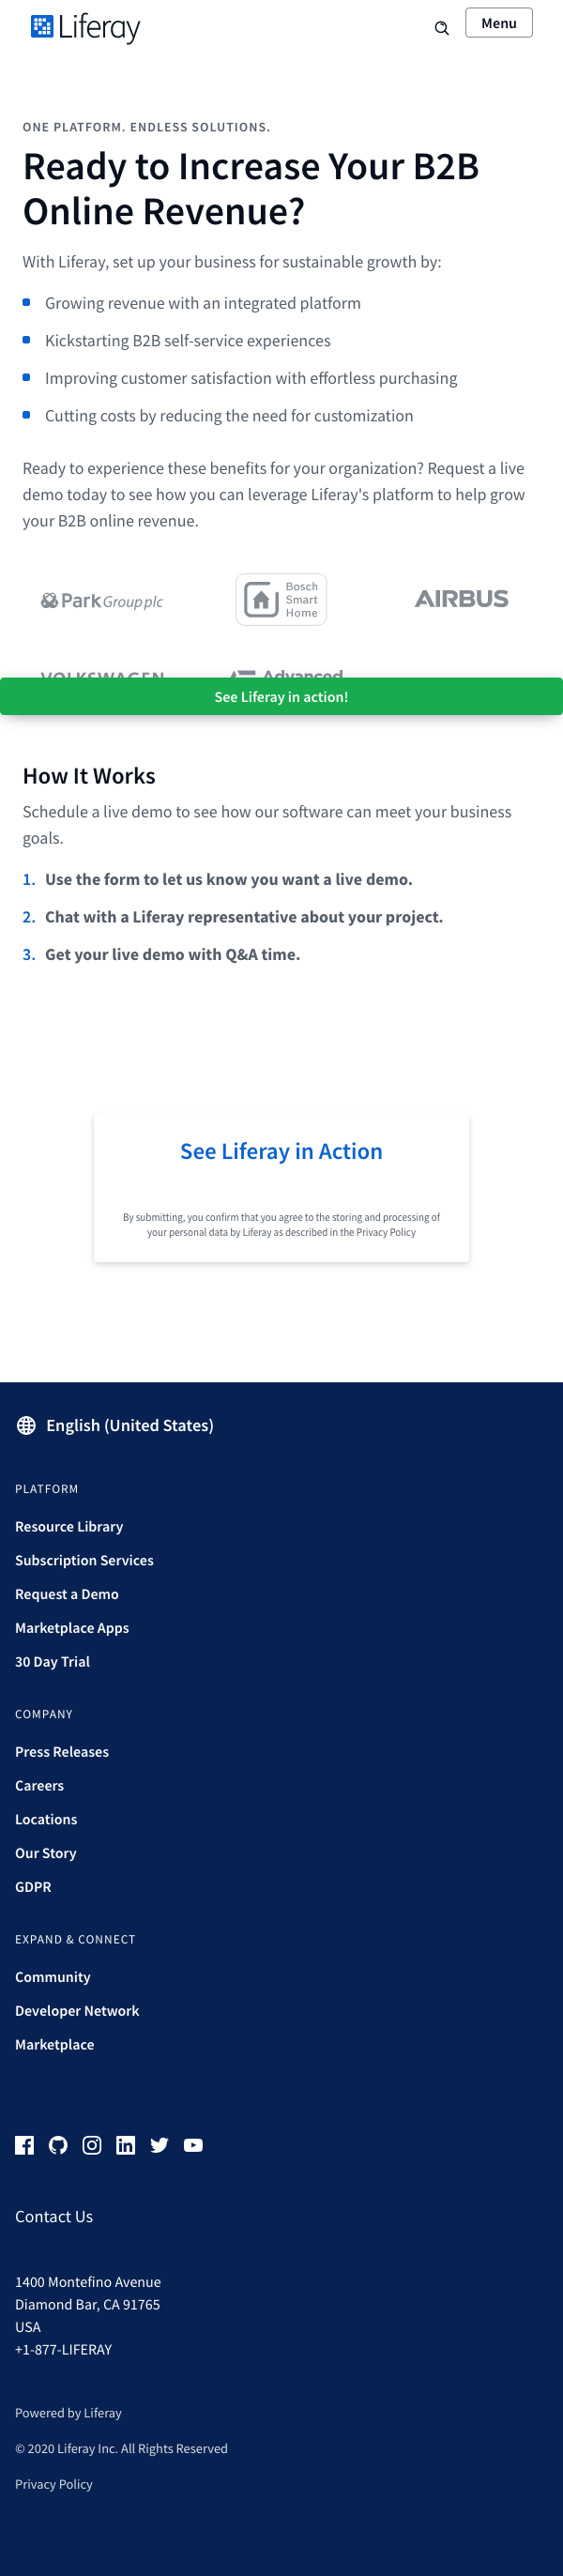 Liferay
Menu
ONE PLATFORM. ENDLESS SOLUTIONS.
Ready to Increase Your B2B
Online Revenue?
With Liferay, set up your business for sustainable growth by:
Growing revenue with an integrated platform
Kickstarting B2B self-service experiences
Improving customer satisfaction with effortless purchasing
Cutting costs by reducing the need for customization
Ready to experience these benefits for your organization? Request a live
demo today to see how you can leverage Liferay's platform to help grow
your B2B online revenue.
Park Group plc
Bosch
Smart
Home
AIRBUS
VOLKSWAGEN
Advanced
See Liferay in action!
How It Works
Schedule a live demo to see how our software can meet your business
goals.
1. Use the form to let us know you want a live demo.
2. Chat with a Liferay representative about your project.
3. Get your live demo with Q&A time.
See Liferay in Action
By submitting, you confirm that you agree to the storing and processing of
your personal data by Liferay as described in the Privacy Policy
English (United States)
PLATFORM
Resource Library
Subscription Services
Request a Demo
Marketplace Apps
30 Day Trial
COMPANY
Press Releases
Careers
Locations
Our Story
GDPR
EXPAND & CONNECT
Community
Developer Network
Marketplace
Contact Us
1400 Montefino Avenue
Diamond Bar, CA 91765
USA
+1-877-LIFERAY
Powered by Liferay
© 2020 Liferay Inc. All Rights Reserved
Privacy Policy